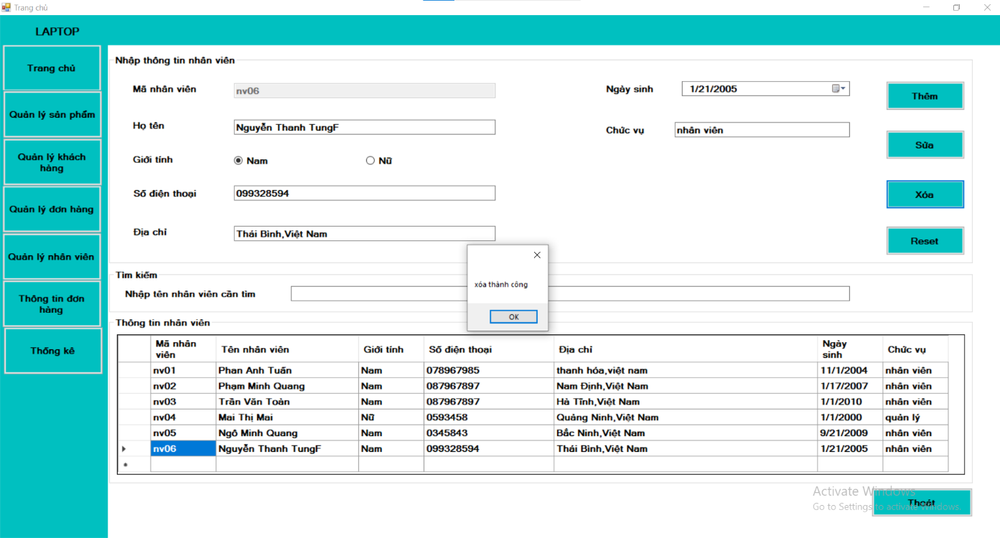 Trang chủ
LAPTOP
Trang chủ
Quản lý sản phẩm
Quản lý khách
hàng
Quản lý đơn hàng
Quản lý nhân viên
Thông tin đơn
hàng
Thống kê
Nhập thông tin nhân viên
Mã nhân viên
nv06
Họ tên
Nguyễn Thanh TungF
Giới tính
Nam
Nữ
Số điện thoại
099328594
Địa chỉ
Thái Bình,Việt Nam
Ngày sinh
1/21/2005
Chức vụ
nhân viên
Thêm
Sửa
Xóa
Reset
xóa thành công
OK
Tìm kiếm
Nhập tên nhân viên cần tìm
Thông tin nhân viên
Mã nhân
viên
Tên nhân viên
Giới tính
Số điện thoại
Địa chỉ
Ngày
sinh
Chức vụ
nv01 Phan Anh Tuấn Nam 078967985 thanh hóa,việt nam 11/1/2004 nhân viên
nv02 Phạm Minh Quang Nam 087967897 Nam Định,Việt Nam 1/17/2007 nhân viên
nv03 Trần Văn Toàn Nam 087967897 Hà Tĩnh,Việt Nam 1/1/2010 nhân viên
nv04 Mai Thị Mai Nữ 0593458 Quảng Ninh,Việt Nam 1/1/2000 quản lý
nv05 Ngô Minh Quang Nam 0345843 Bắc Ninh,Việt Nam 9/21/2009 nhân viên
nv06 Nguyễn Thanh TungF Nam 099328594 Thái Bình,Việt Nam 1/21/2005 nhân viên
Activate Windows
Go to Settings to activate Windows.
Thoát